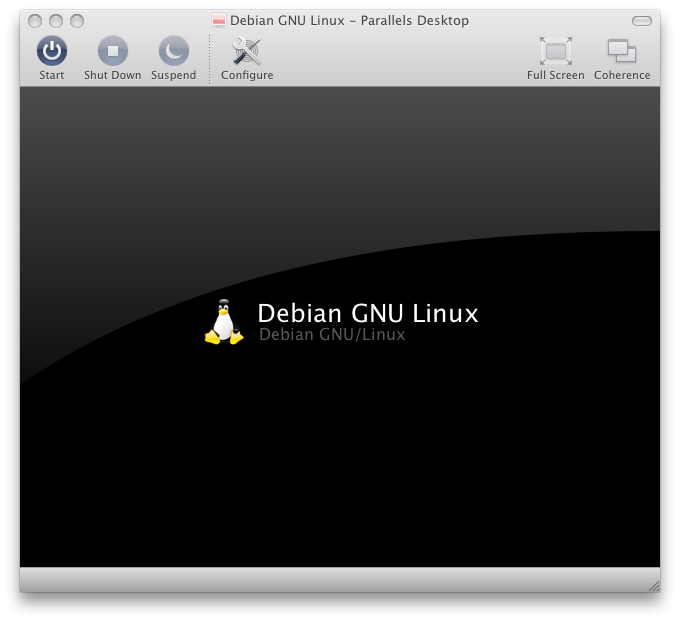 Debian GNU Linux – Parallels Desktop
Start Shut Down Suspend Configure Full Screen Coherence
Debian GNU Linux
Debian GNU/Linux